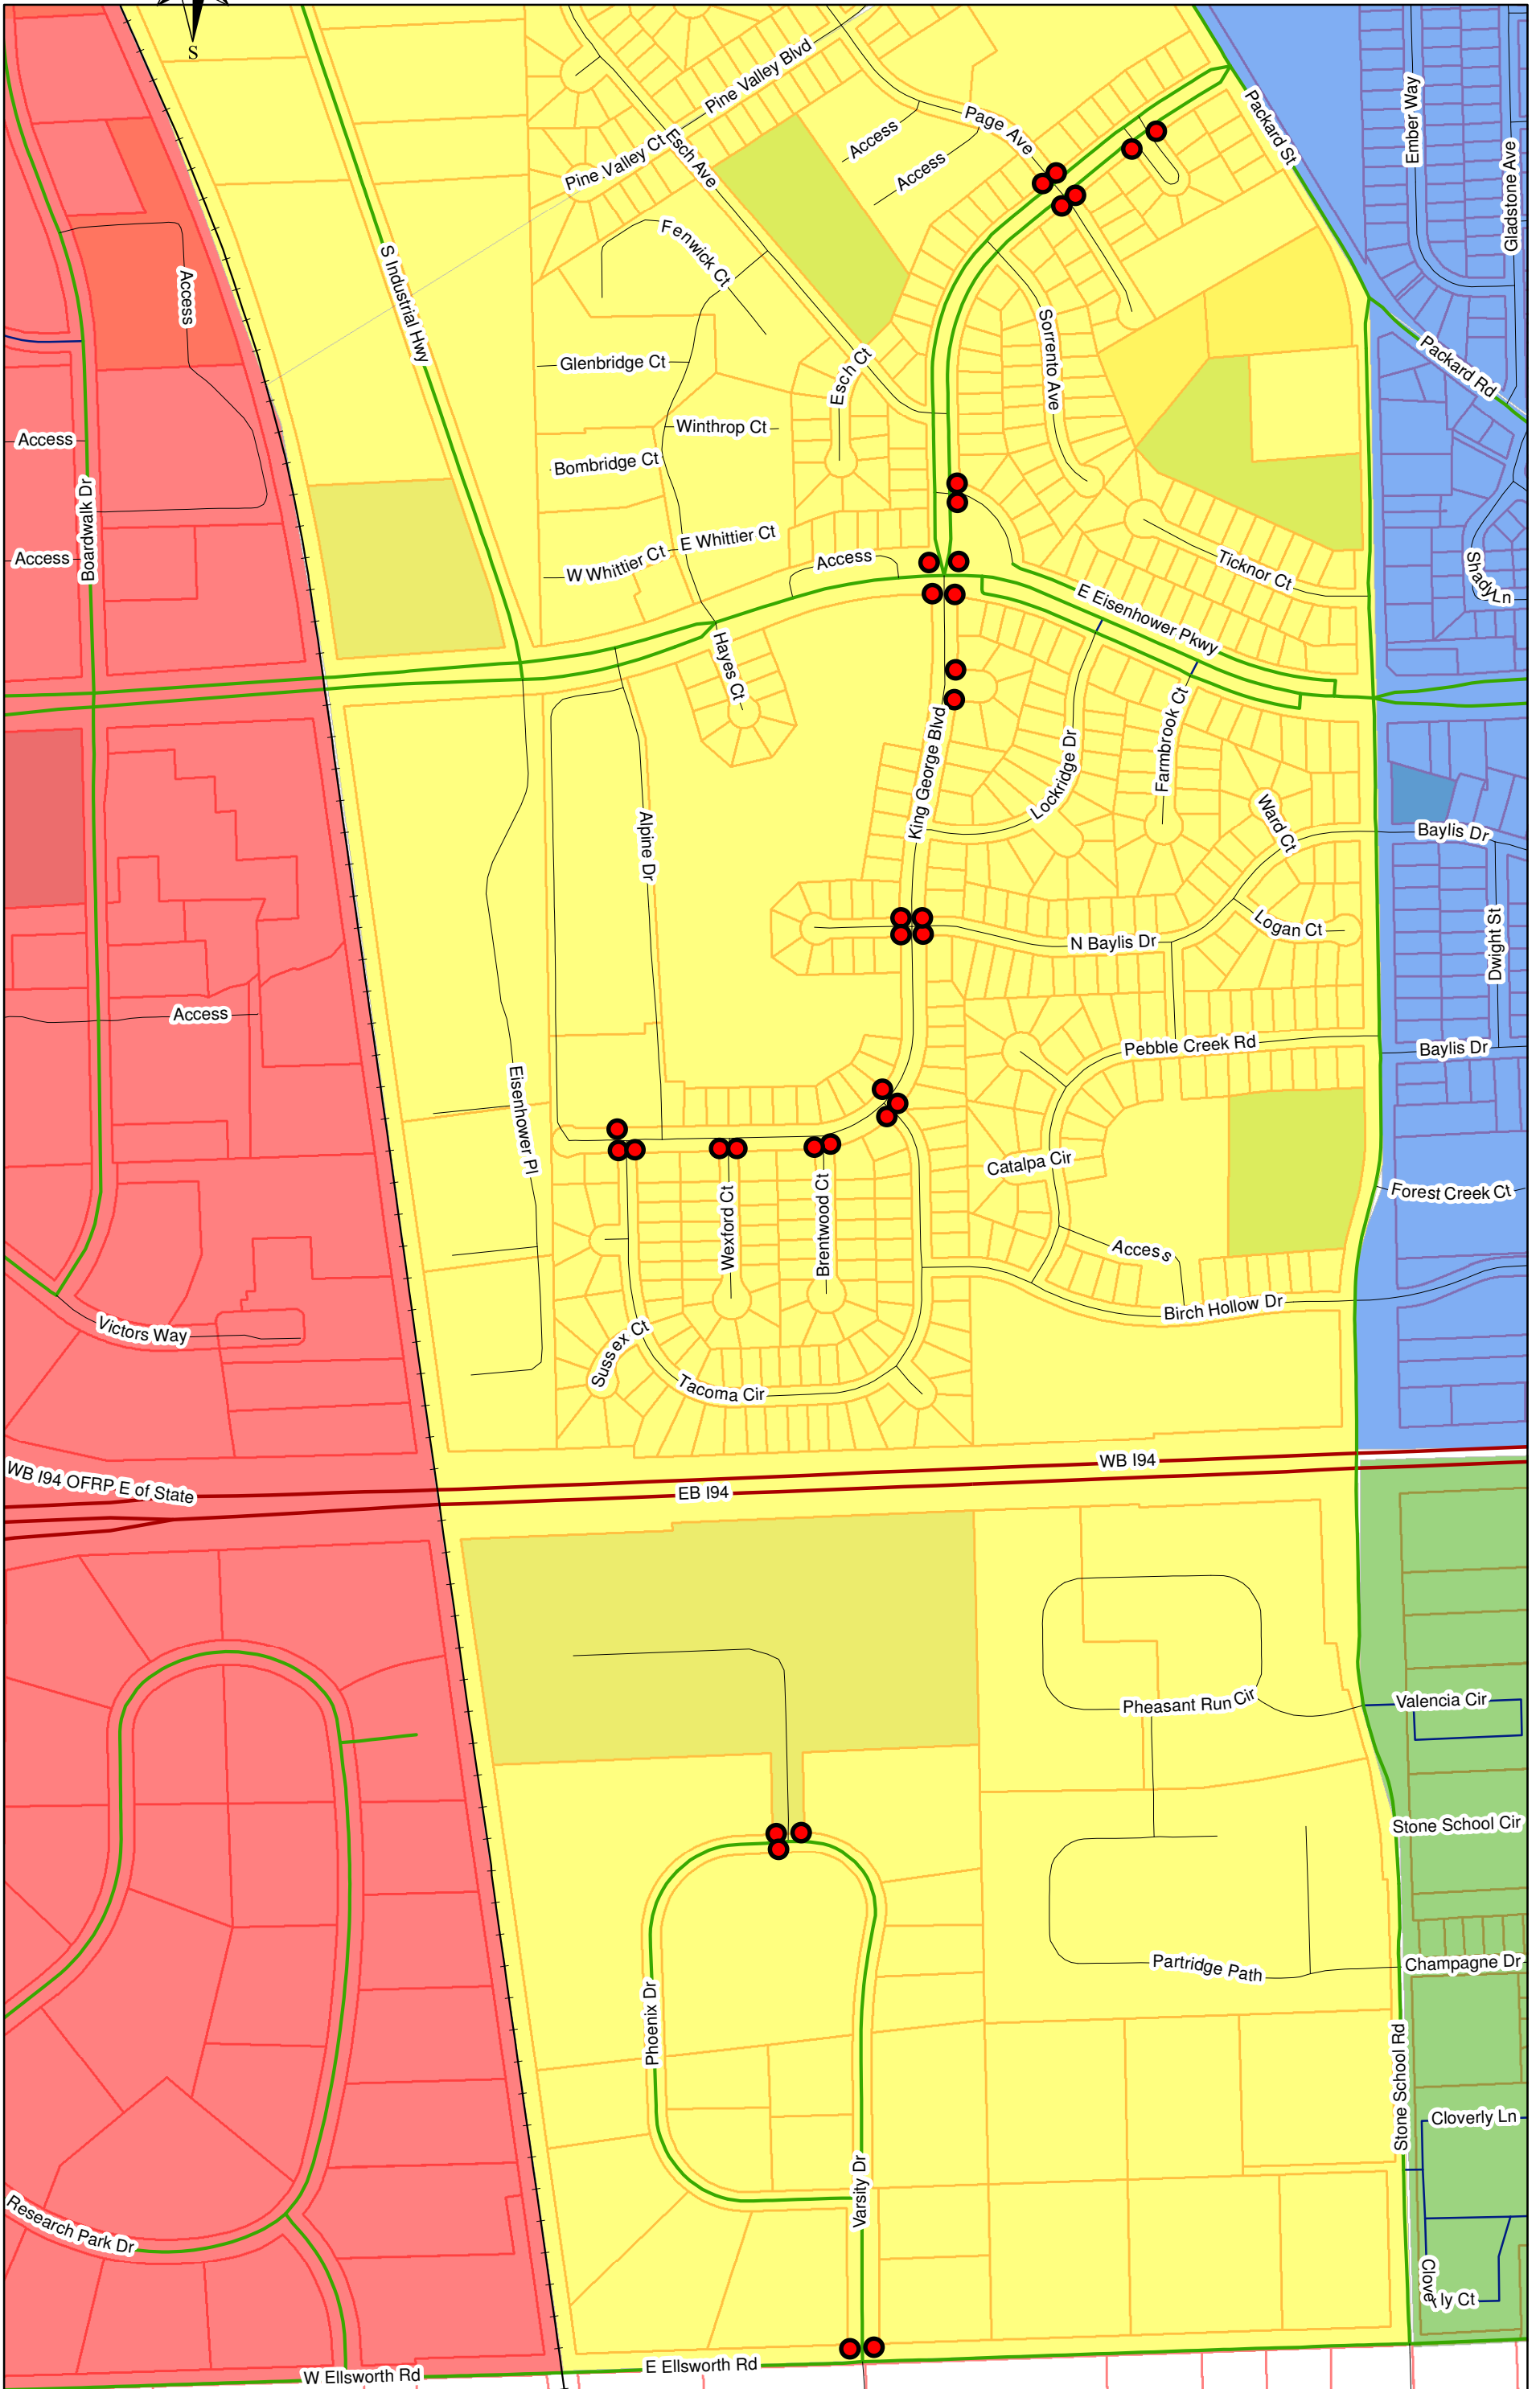 S
Pine Valley Blvd
Ember Way
Packard St
Page Ave
Access
Access
Esch Ave
Pine Valley Ct
Gladstone Ave
Fenwick Ct
Access
S Industrial Hwy
Sorrento Ave
Packard Rd
Glenbridge Ct
Esch Ct
Winthrop Ct
Access
Bombridge Ct
Boardwalk Dr
E Whittier Ct
Access
W Whittier Ct
Access
Ticknor Ct
Shady Ln
E Eisenhower Pkwy
Hayes Ct
Farmbrook Ct
King George Blvd
Lockridge Dr
Ward Ct
Baylis Dr
Alpine Dr
Logan Ct
N Baylis Dr
Dwight St
Access
Pebble Creek Rd
Baylis Dr
Eisenhower Pl
Catalpa Cir
Forest Creek Ct
Wexford Ct
Brentwood Ct
Access
Birch Hollow Dr
Victors Way
Sussex Ct
Tacoma Cir
WB I94
WB I94 OFRP E of State
EB I94
Pheasant Run Cir
Valencia Cir
Stone School Cir
Partridge Path
Champagne Dr
Phoenix Dr
Stone School Rd
Cloverly Ln
Varsity Dr
Research Park Dr
Cloverly Ct
E Ellsworth Rd
W Ellsworth Rd